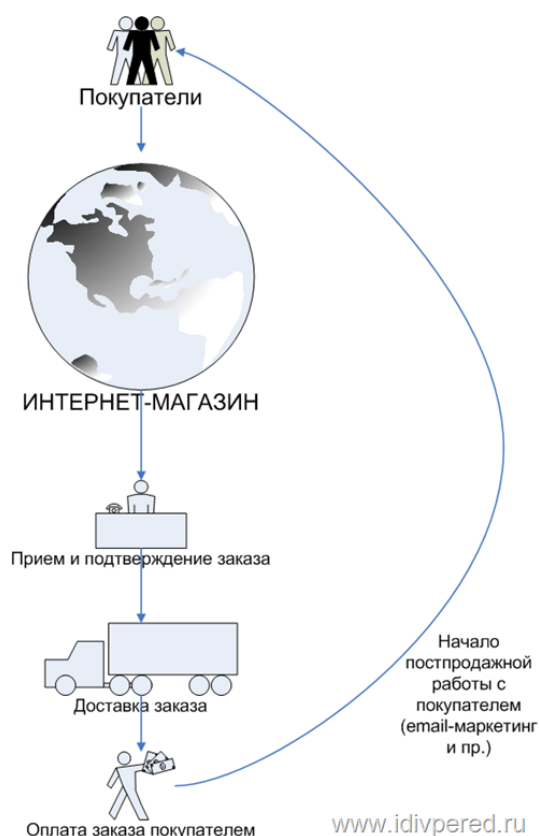 Покупатели
ИНТЕРНЕТ-МАГАЗИН
Прием и подтверждение заказа
Доставка заказа
Начало
постпродажной
работы с
покупателем
(email-маркетинг
и пр.)
Оплата заказа покупателем
www.idivpered.ru